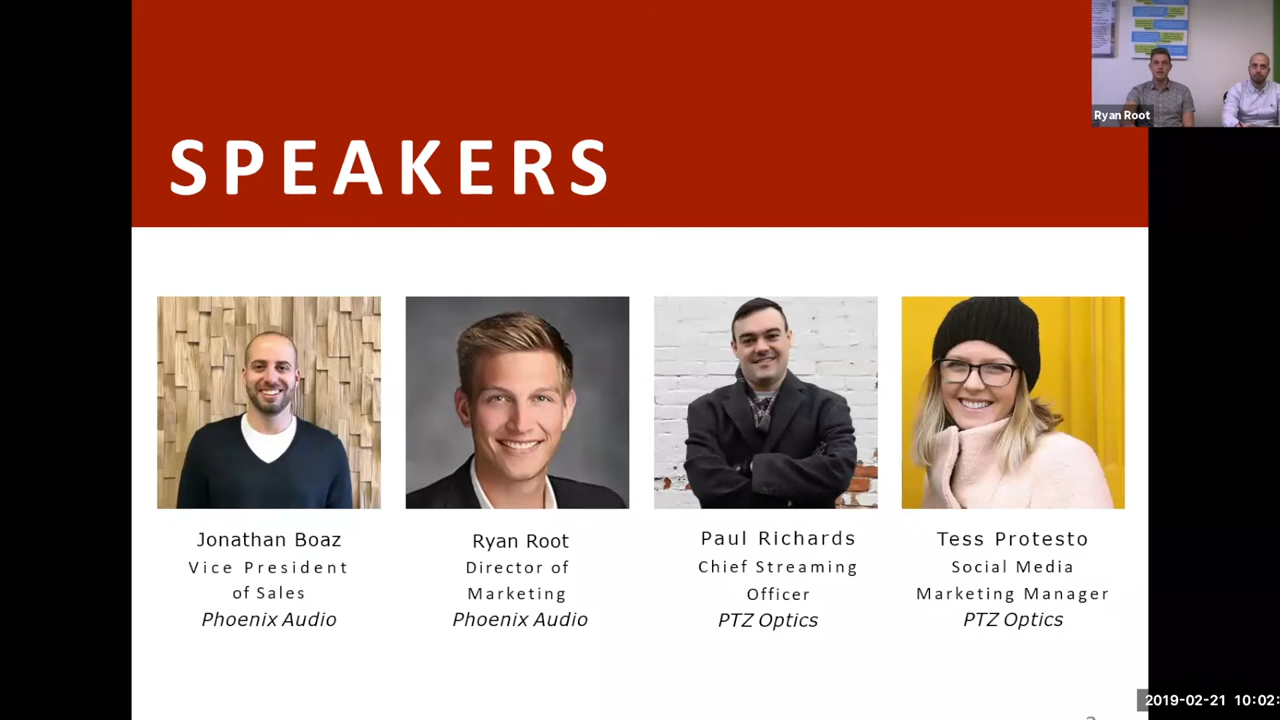 Ryan Root
SPEAKERS
Jonathan Boaz
Vice President
of Sales
Phoenix Audio
Ryan Root
Director of
Marketing
Phoenix Audio
Paul Richards
Chief Streaming
Officer
PTZ Optics
Tess Protesto
Social Media
Marketing Manager
PTZ Optics
2019-02-21 10:02: